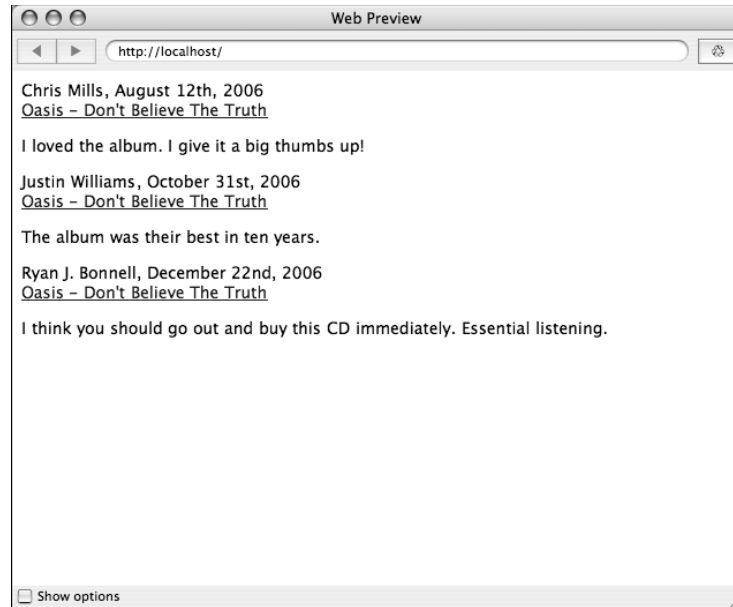 Web Preview
http://localhost/
Chris Mills, August 12th, 2006
Oasis – Don't Believe The Truth
I loved the album. I give it a big thumbs up!
Justin Williams, October 31st, 2006
Oasis – Don't Believe The Truth
The album was their best in ten years.
Ryan J. Bonnell, December 22nd, 2006
Oasis – Don't Believe The Truth
I think you should go out and buy this CD immediately. Essential listening.
Show options